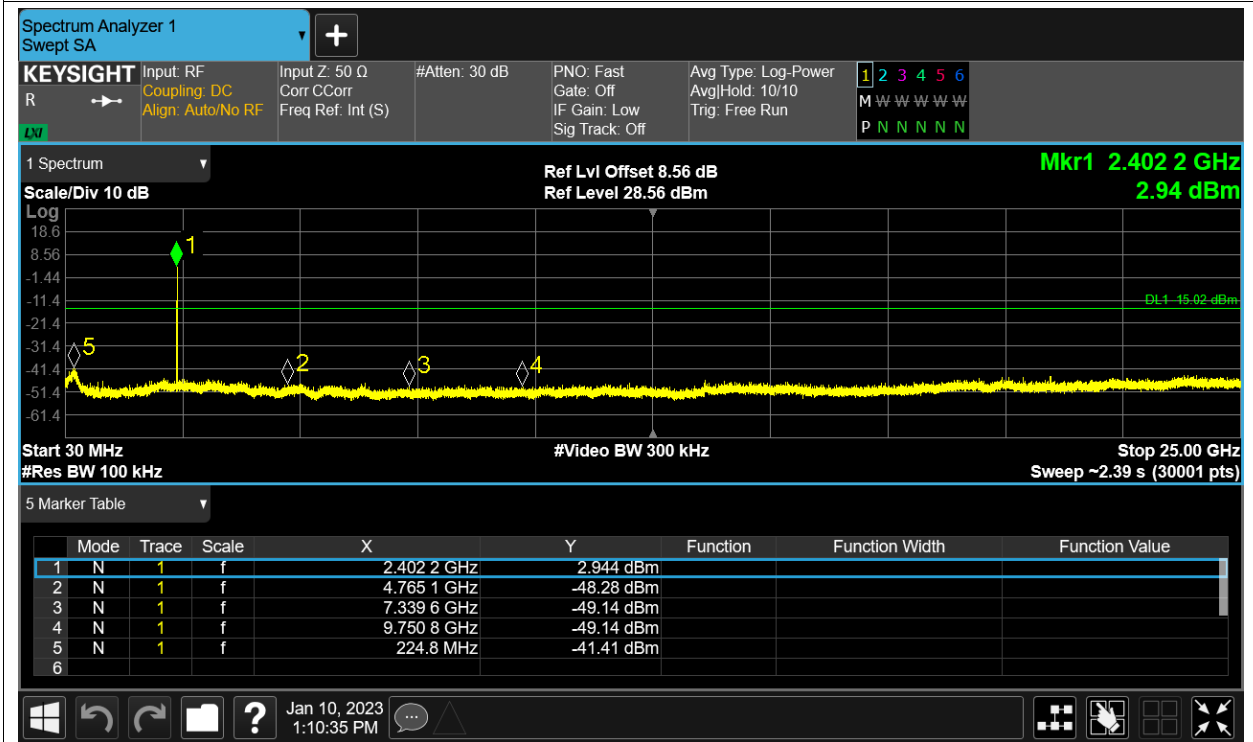 Spectrum Analyzer 1
Swept SA
KEYSIGHT
R
LXI
Input: RF
Coupling: DC
Align: Auto/No RF
Input Z: 50 Ω
Corr CCorr
Freq Ref: Int (S)
#Atten: 30 dB
PNO: Fast
Gate: Off
IF Gain: Low
Sig Track: Off
Avg Type: Log-Power
Avg|Hold: 10/10
Trig: Free Run
1 2 3 4 5 6
M W W W W W
P N N N N N
1 Spectrum
Scale/Div 10 dB
Ref Lvl Offset 8.56 dB
Ref Level 28.56 dBm
Mkr1 2.402 2 GHz
2.94 dBm
Log
18.6
8.56
-1.44
-11.4
-21.4
-31.4
-41.4
-51.4
-61.4
1
DL1 -15.02 dBm
5
2
3
4
Start 30 MHz
#Video BW 300 kHz
Stop 25.00 GHz
#Res BW 100 kHz
Sweep ~2.39 s (30001 pts)
5 Marker Table
Mode Trace Scale X Y Function Function Width Function Value
1 N 1 f 2.402 2 GHz 2.944 dBm
2 N 1 f 4.765 1 GHz -48.28 dBm
3 N 1 f 7.339 6 GHz -49.14 dBm
4 N 1 f 9.750 8 GHz -49.14 dBm
5 N 1 f 224.8 MHz -41.41 dBm
6
?
Jan 10, 2023
1:10:35 PM